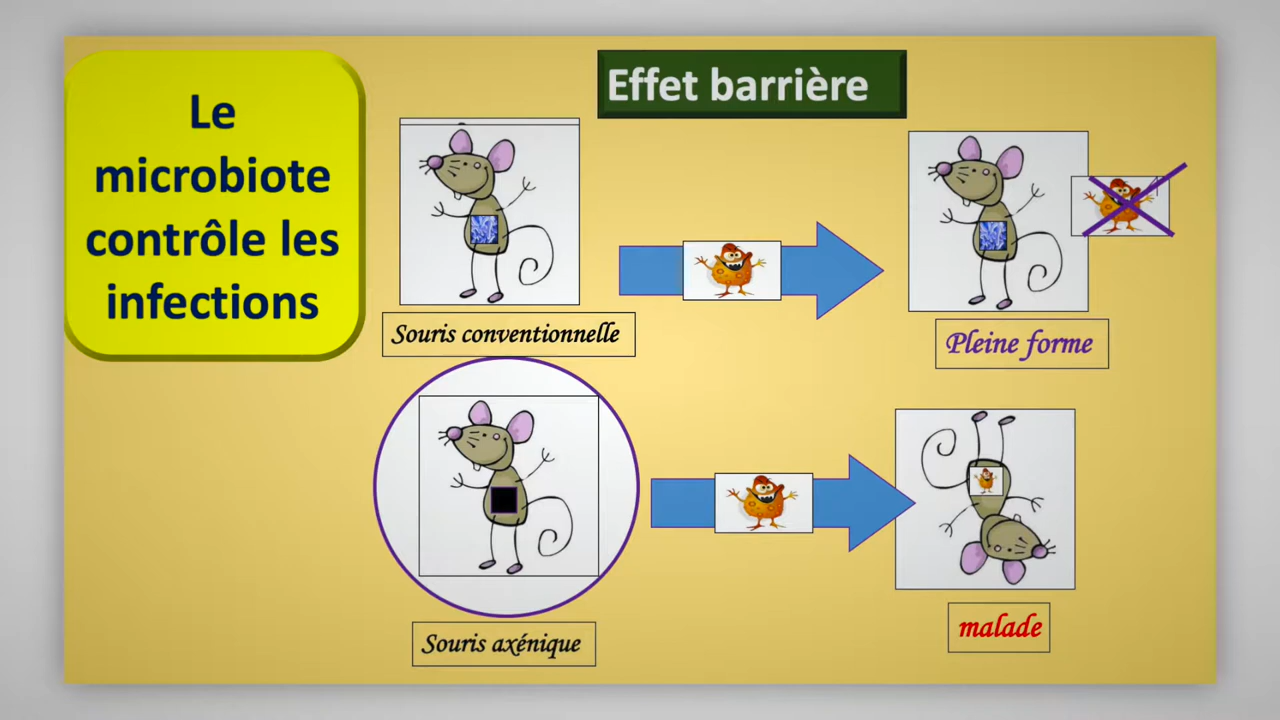 Le
microbiote
contrôle les
infections
Effet barrière
Souris conventionnelle
Pleine forme
Souris axénique
malade